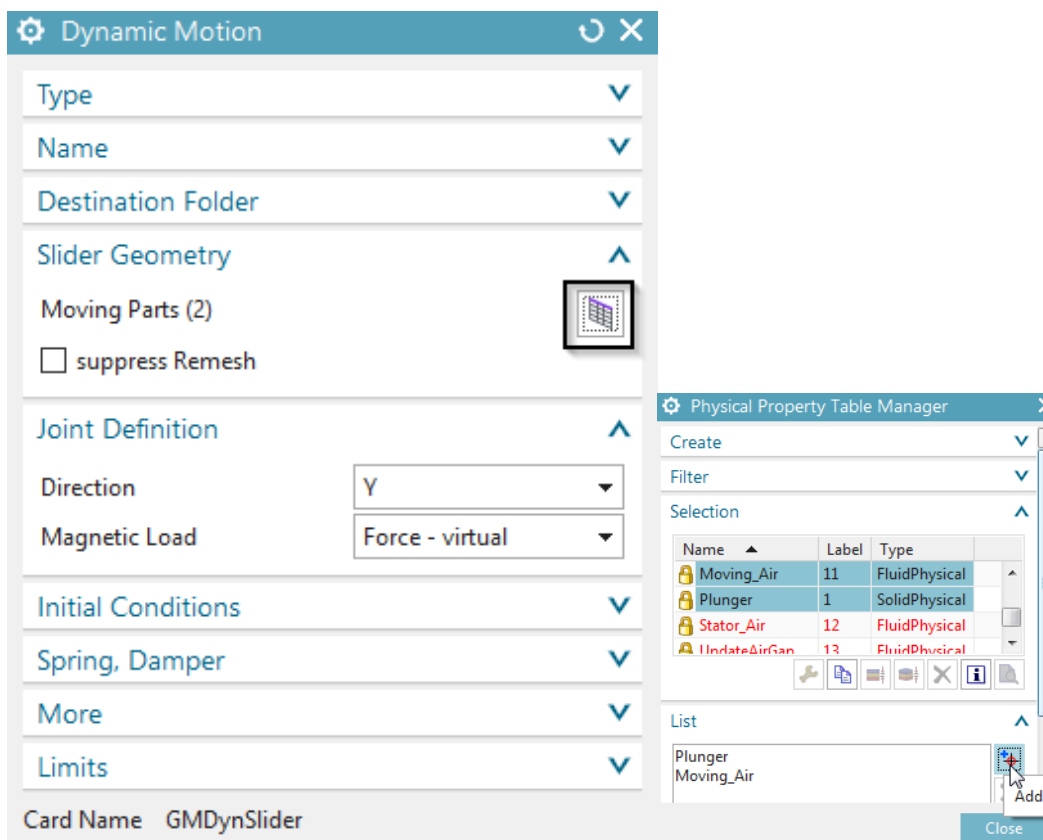 Dynamic Motion
Type
Name
Destination Folder
Slider Geometry
Moving Parts (2)
suppress Remesh
Joint Definition
Direction Y
Magnetic Load Force - virtual
Initial Conditions
Spring, Damper
More
Limits
Card Name GMDynSlider
Physical Property Table Manager
Create
Filter
Selection
Name Label Type
Moving_Air 11 FluidPhysical
Plunger 1 SolidPhysical
Stator_Air 12 FluidPhysical
UpdateAirGap 13 FluidPhysical
List
Plunger
Moving_Air
Add
Close